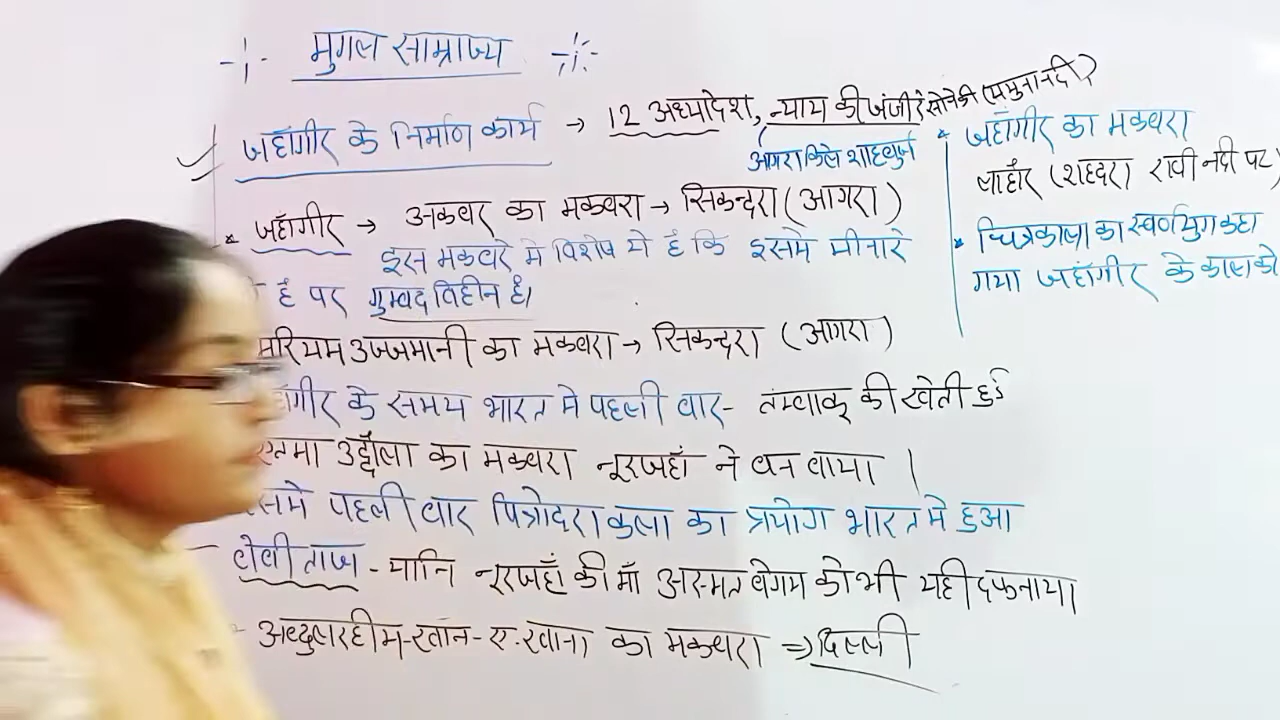 मुगल साम्राज्य
जहाँगीर के निर्माण कार्य → 12 अध्यादेश, न्याय की जंजीर सोने की (यमुना नदी)
आगरा किले शाहबुर्ज
* जहाँगीर → अकबर का मकबरा → सिकन्दरा (आगरा)
इस मकबरे में विशेष ये है कि इसमें मीनारे
है पर गुम्बद विहीन है।
मरियम उज्जमानी का मकबरा → सिकन्दरा (आगरा)
के समय भारत मे पहली बार - तम्बाकू की खेती हुई
उद्दौला का मकबरा नूरजहाँ ने बनवाया।
पहली बार पित्रोदरा कला का प्रयोग भारत मे हुआ
बेबी ताज - यानि नूरजहाँ की माँ अस्मत बेगम को भी यही दफनाया
अब्दुल रहीम-खान-ए-खाना का मकबरा ⇒ दिल्ली
* जहाँगीर का मकबरा
लाहौर (शहदरा रावी नदी पर)
* चित्रकला का स्वर्णयुग कहा
गया जहाँगीर के काल को